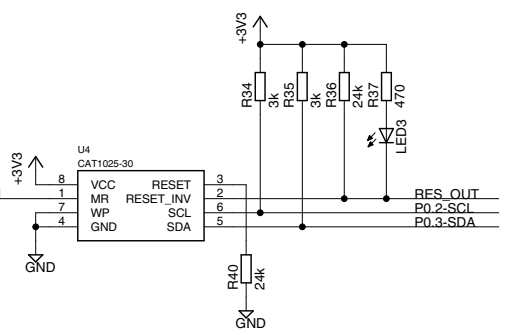 +3V3
R34
3k
R35
3k
R36
24k
R37
470
LED3
U4
CAT1025-30
+3V3
8 VCC RESET 3
1 MR RESET_INV 2 RES_OUT
7 WP SCL 6 P0.2-SCL
4 GND SDA 5 P0.3-SDA
GND
R40
24k
GND